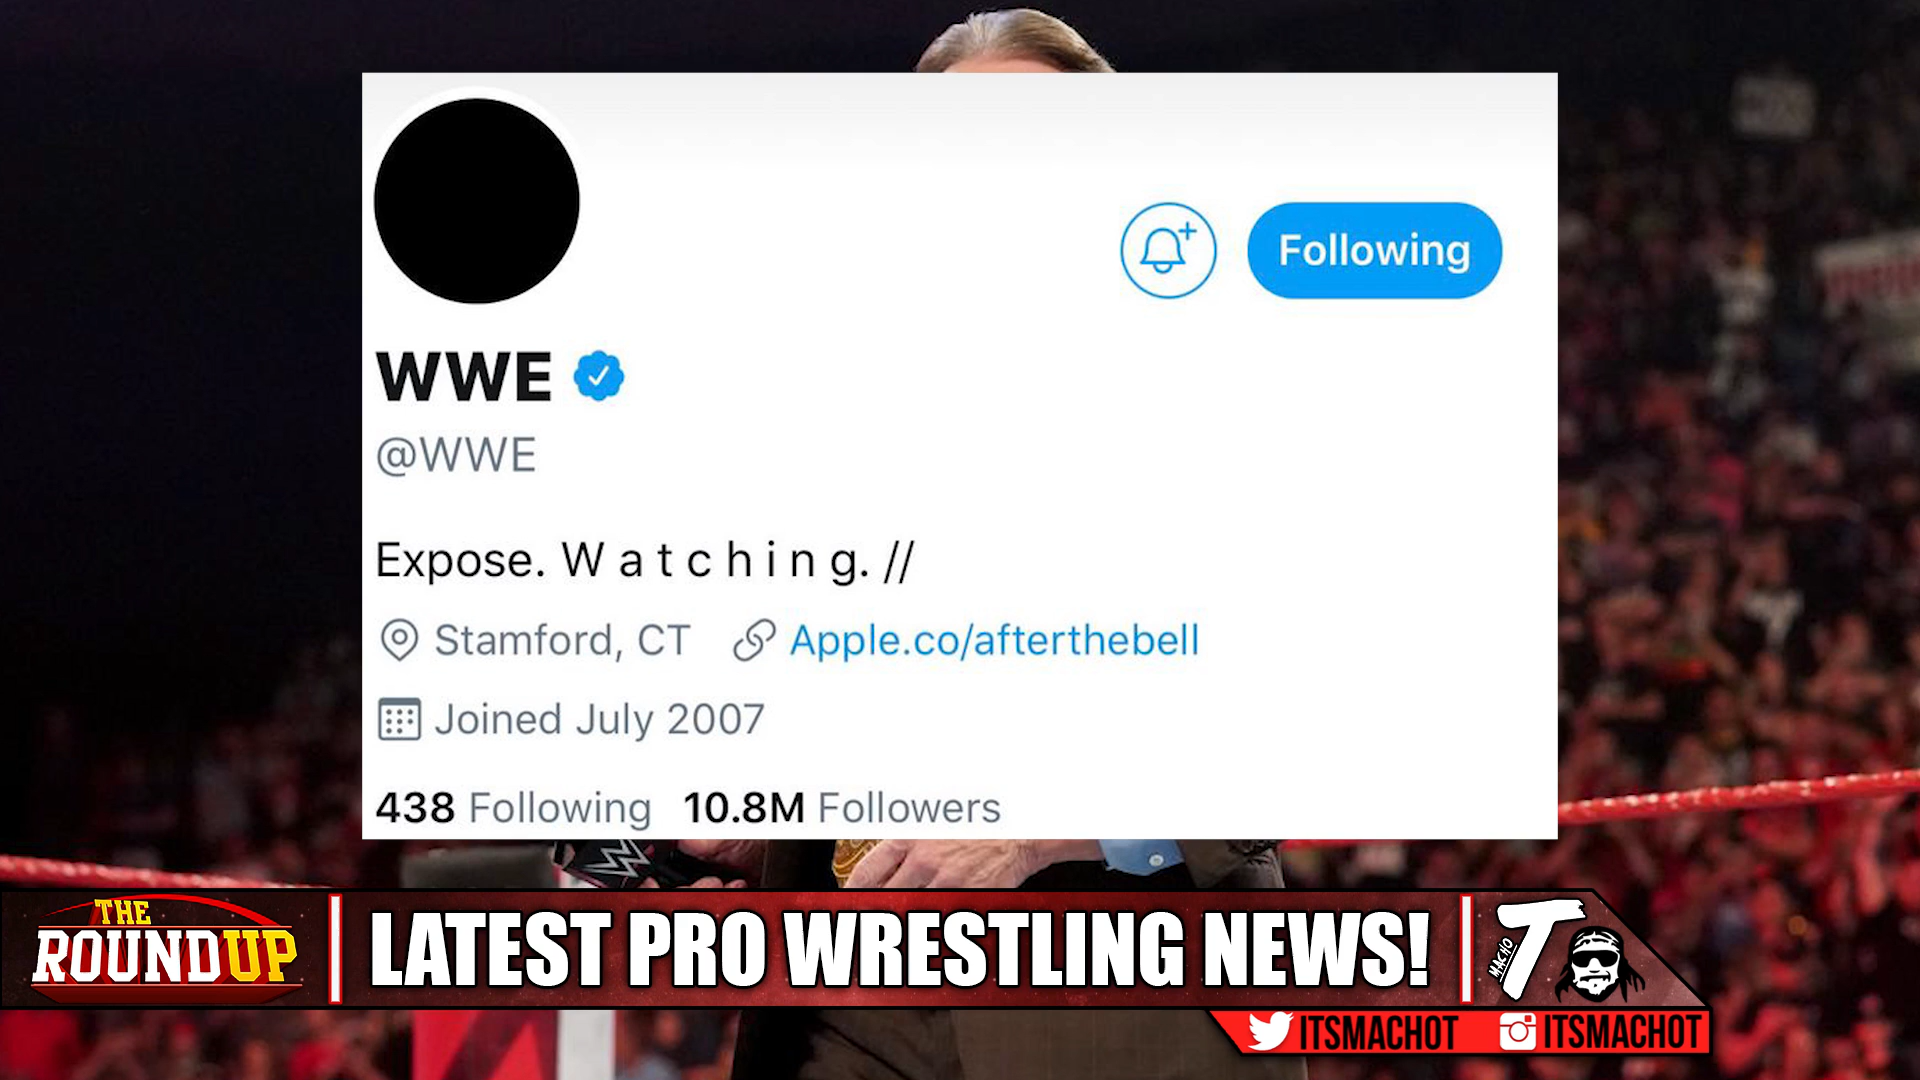 Following
WWE
@WWE
Expose. W a t c h i n g. //
Stamford, CT Apple.co/afterthebell
Joined July 2007
438 Following 10.8M Followers
THE
ROUNDUP
LATEST PRO WRESTLING NEWS!
MACHO
T
ITSMACHOT ITSMACHOT